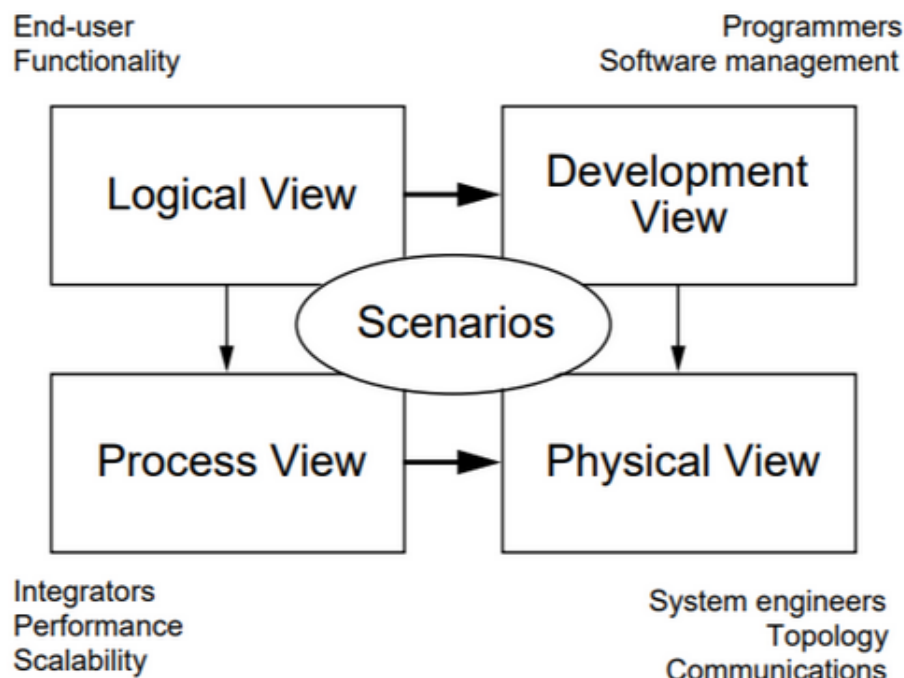 End-user
Functionality
Programmers
Software management
Logical View
Development
View
Scenarios
Process View
Physical View
Integrators
Performance
Scalability
System engineers
Topology
Communications